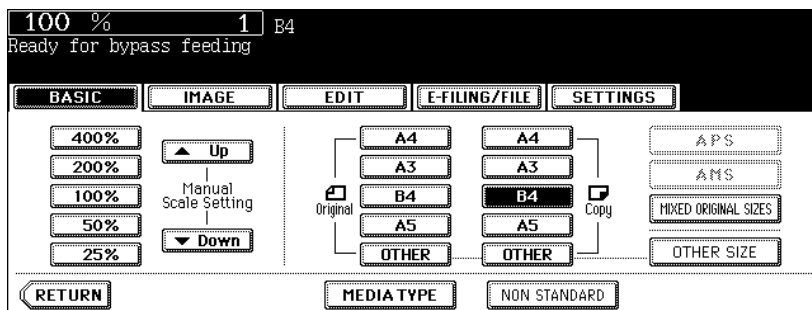 100 % 1 B4
Ready for bypass feeding
BASIC IMAGE EDIT E-FILING/FILE SETTINGS
400% ▲ Up A4 A4 APS
200% A3 A3 AMS
100% Manual Scale Setting Original B4 B4 Copy MIXED ORIGINAL SIZES
50% ▼ Down A5 A5
25% OTHER OTHER OTHER SIZE
RETURN MEDIA TYPE NON STANDARD